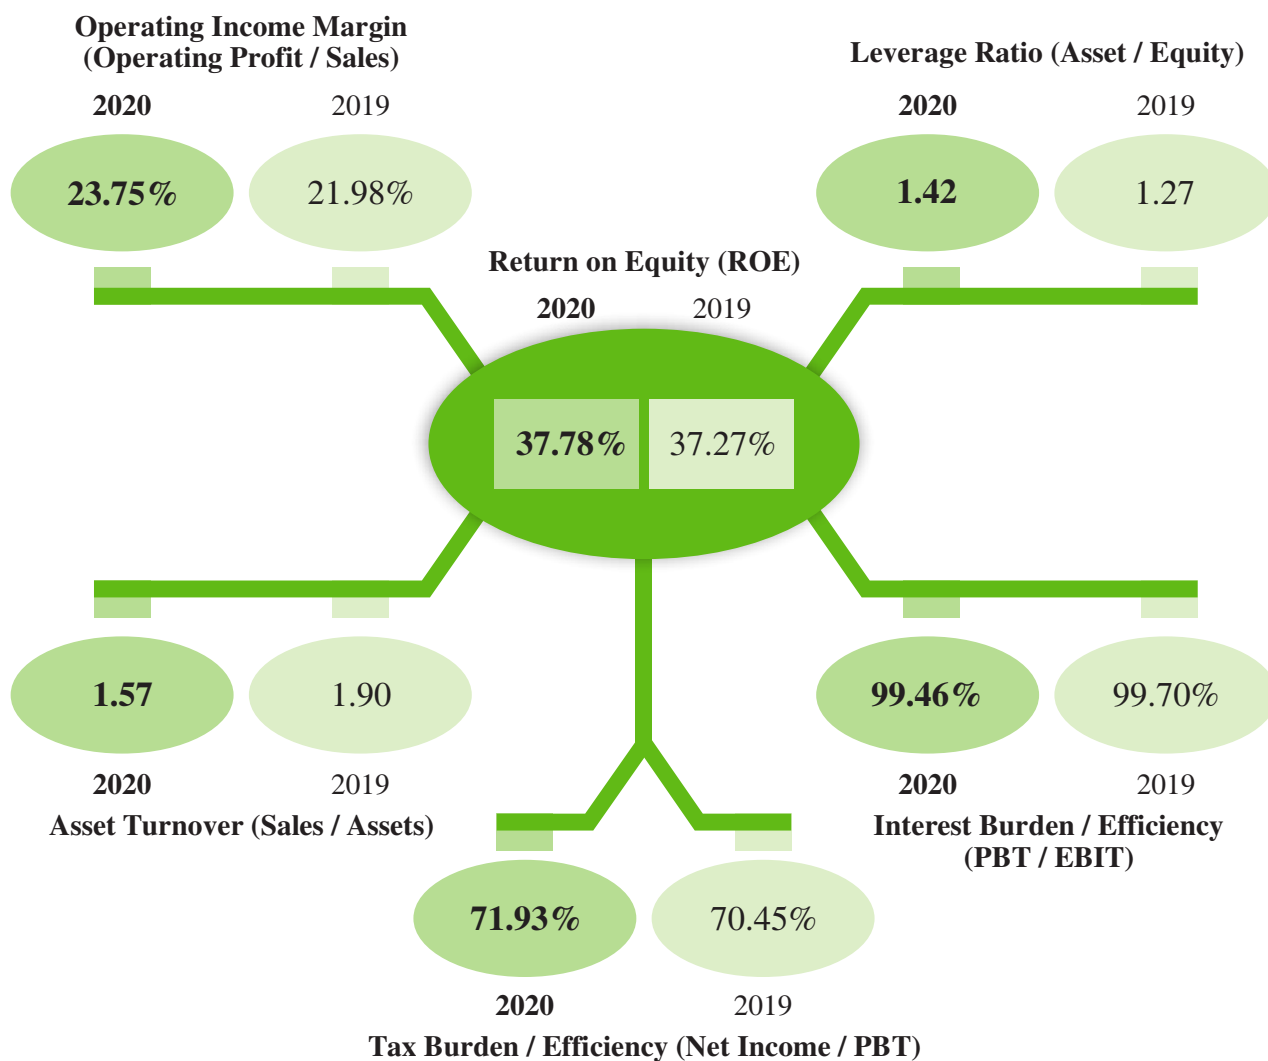 Operating Income Margin
(Operating Profit / Sales)
2020 2019
23.75% 21.98%
Leverage Ratio (Asset / Equity)
2020 2019
1.42 1.27
Return on Equity (ROE)
2020 2019
37.78% 37.27%
1.57 1.90
2020 2019
Asset Turnover (Sales / Assets)
99.46% 99.70%
2020 2019
Interest Burden / Efficiency
(PBT / EBIT)
71.93% 70.45%
2020 2019
Tax Burden / Efficiency (Net Income / PBT)